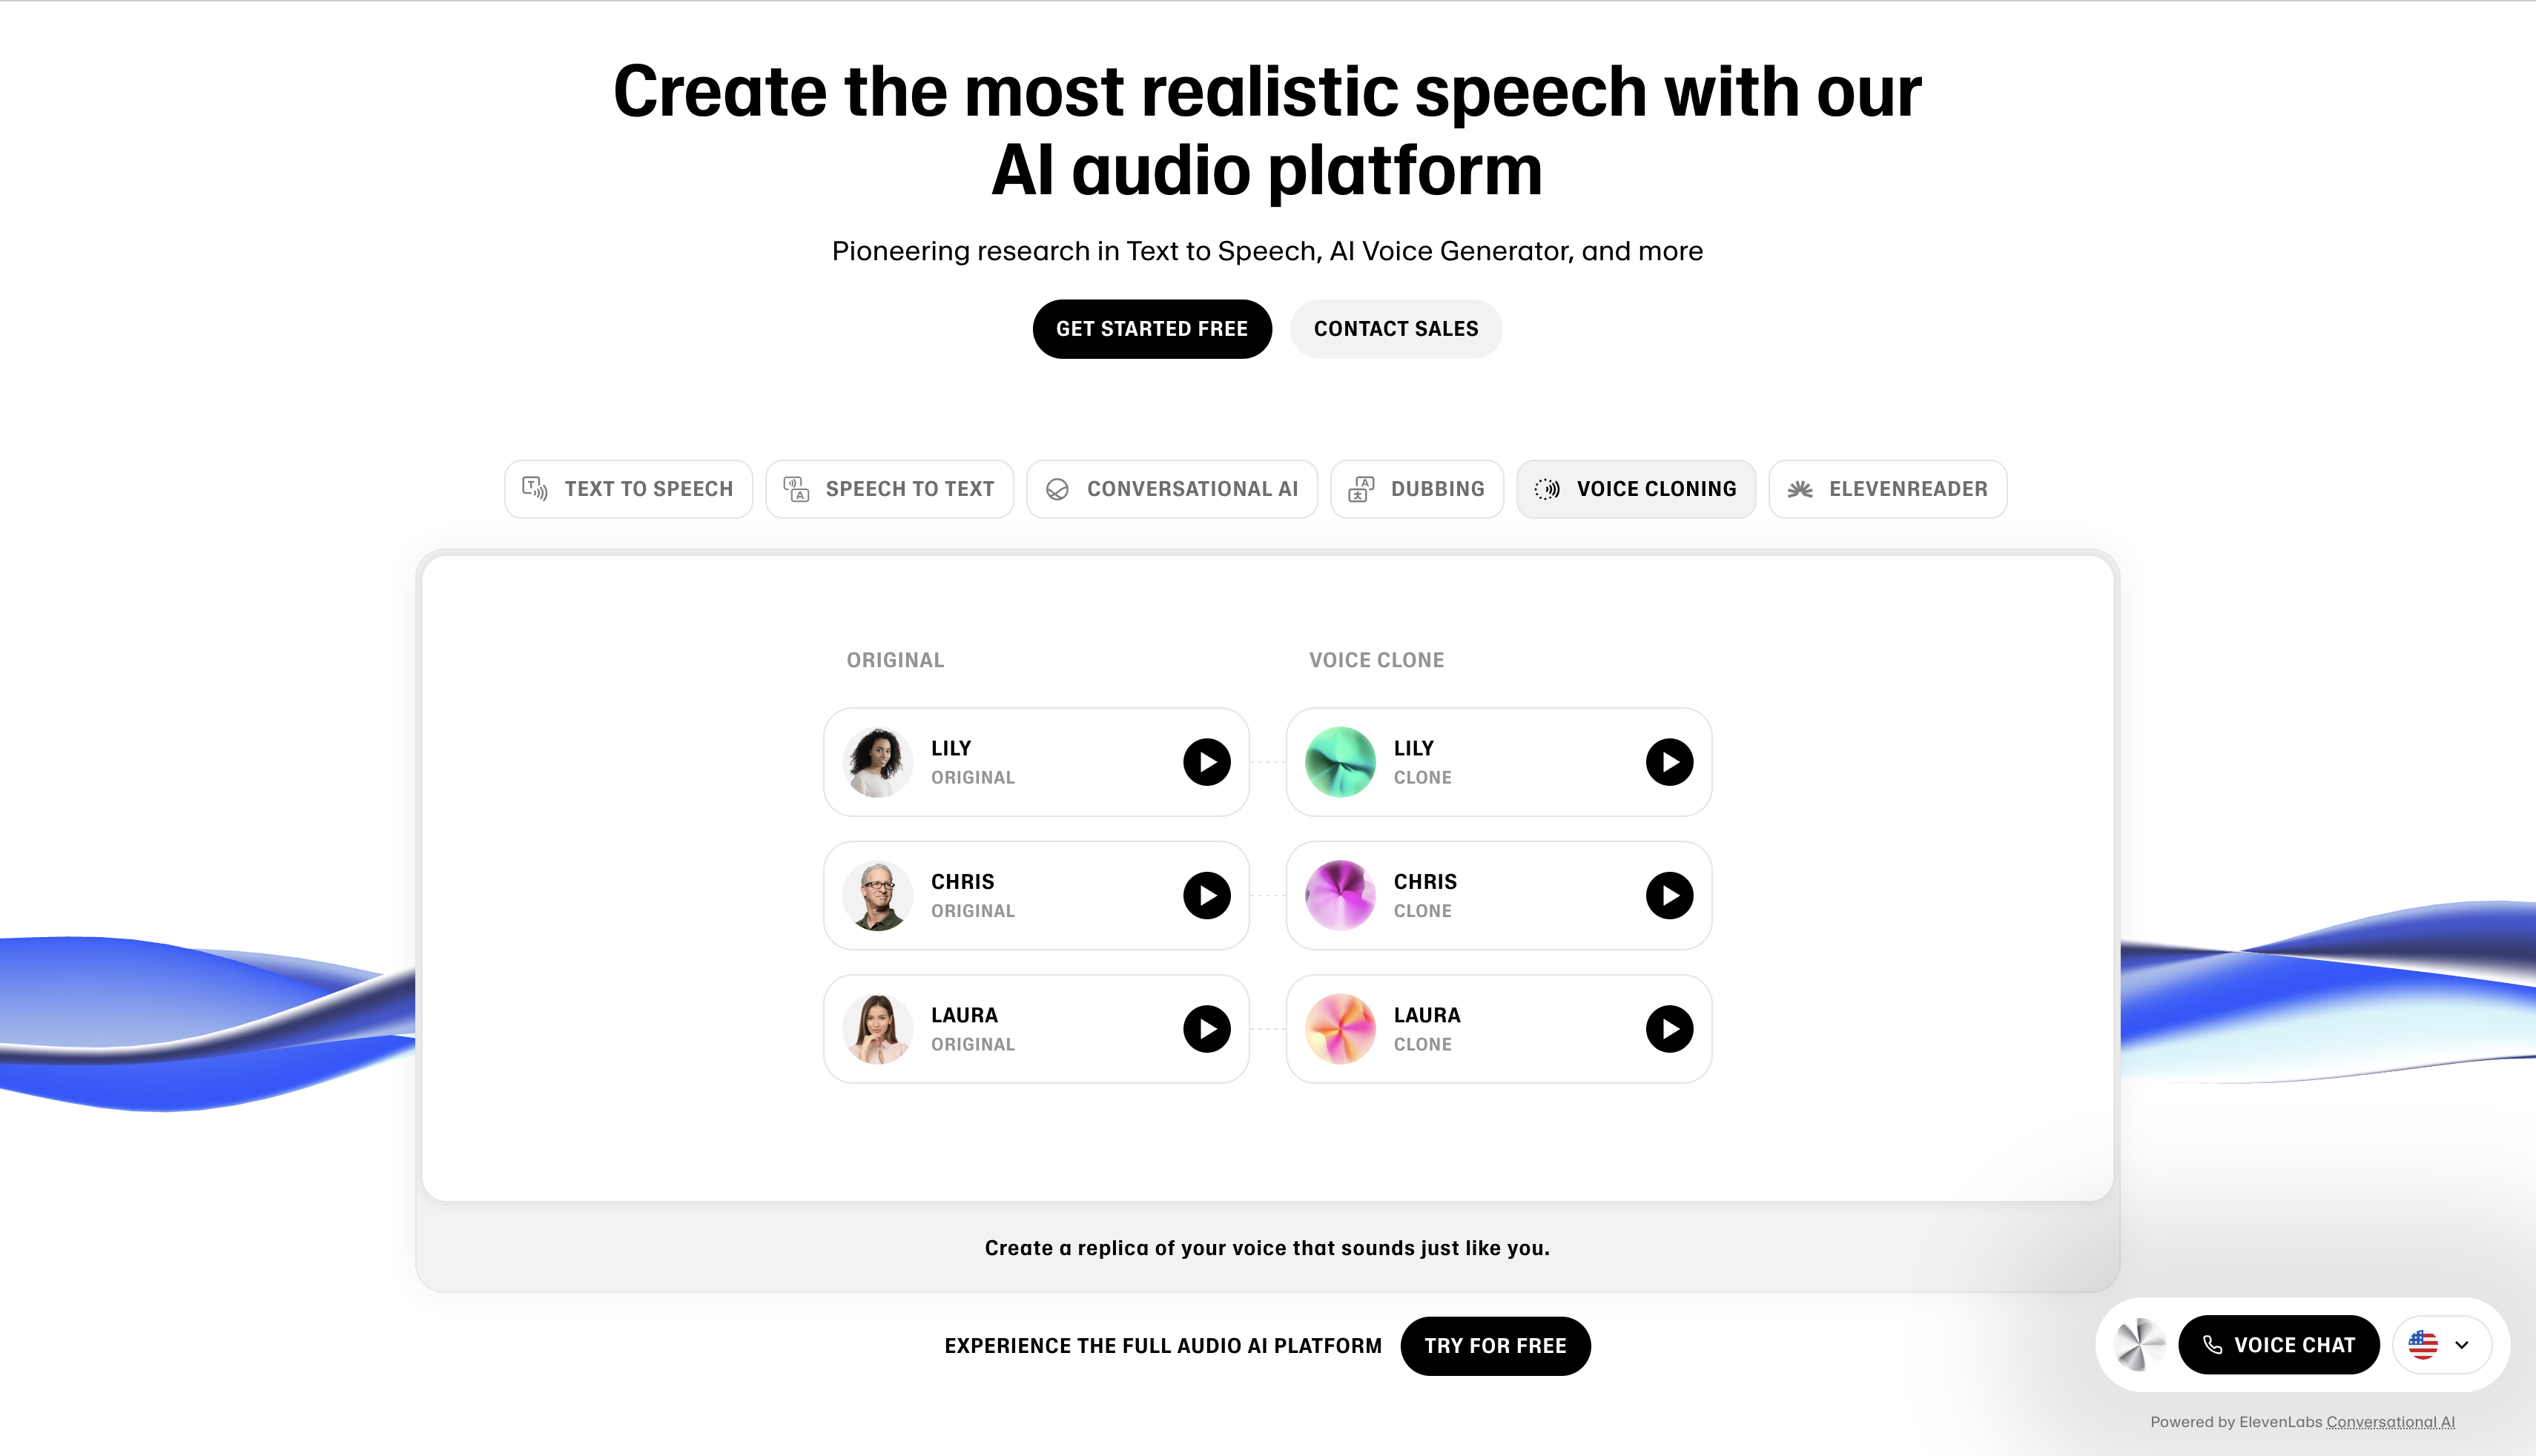 Create the most realistic speech with our
AI audio platform
Pioneering research in Text to Speech, AI Voice Generator, and more
GET STARTED FREE
CONTACT SALES
TEXT TO SPEECH
SPEECH TO TEXT
CONVERSATIONAL AI
DUBBING
VOICE CLONING
ELEVENREADER
ORIGINAL
VOICE CLONE
LILY
ORIGINAL
LILY
CLONE
CHRIS
ORIGINAL
CHRIS
CLONE
LAURA
ORIGINAL
LAURA
CLONE
Create a replica of your voice that sounds just like you.
EXPERIENCE THE FULL AUDIO AI PLATFORM
TRY FOR FREE
VOICE CHAT
Powered by ElevenLabs Conversational AI